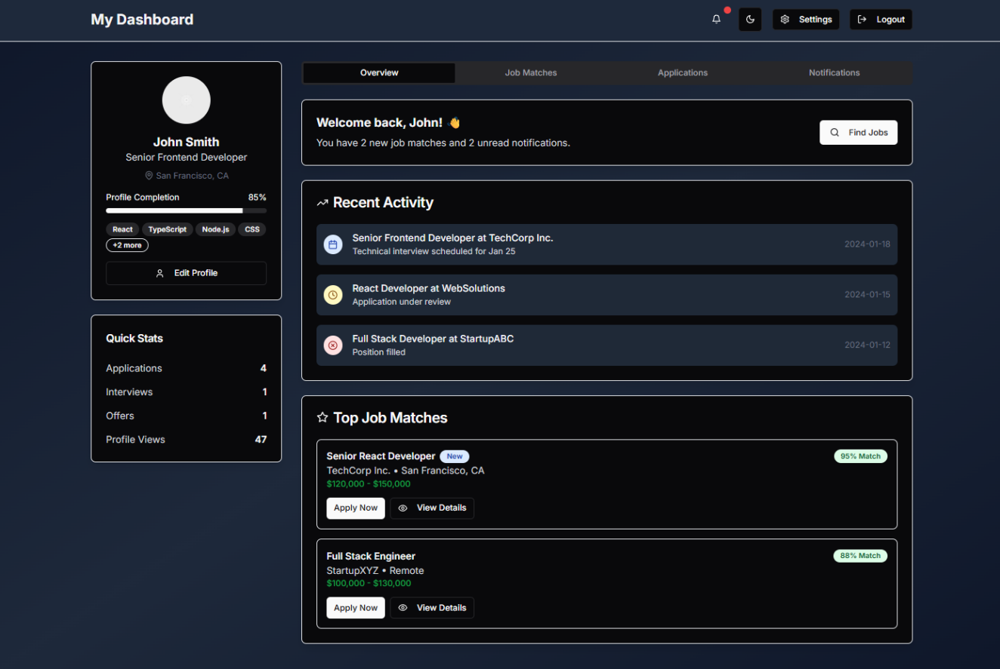 My Dashboard
Settings
Logout
John Smith
Senior Frontend Developer
San Francisco, CA
Profile Completion 85%
React TypeScript Node.js CSS
+2 more
Edit Profile
Quick Stats
Applications 4
Interviews 1
Offers 1
Profile Views 47
Overview Job Matches Applications Notifications
Welcome back, John! 👋
You have 2 new job matches and 2 unread notifications.
Find Jobs
Recent Activity
Senior Frontend Developer at TechCorp Inc.
Technical interview scheduled for Jan 25
2024-01-18
React Developer at WebSolutions
Application under review
2024-01-15
Full Stack Developer at StartupABC
Position filled
2024-01-12
Top Job Matches
Senior React Developer New 95% Match
TechCorp Inc. • San Francisco, CA
$120,000 - $150,000
Apply Now View Details
Full Stack Engineer 88% Match
StartupXYZ • Remote
$100,000 - $130,000
Apply Now View Details